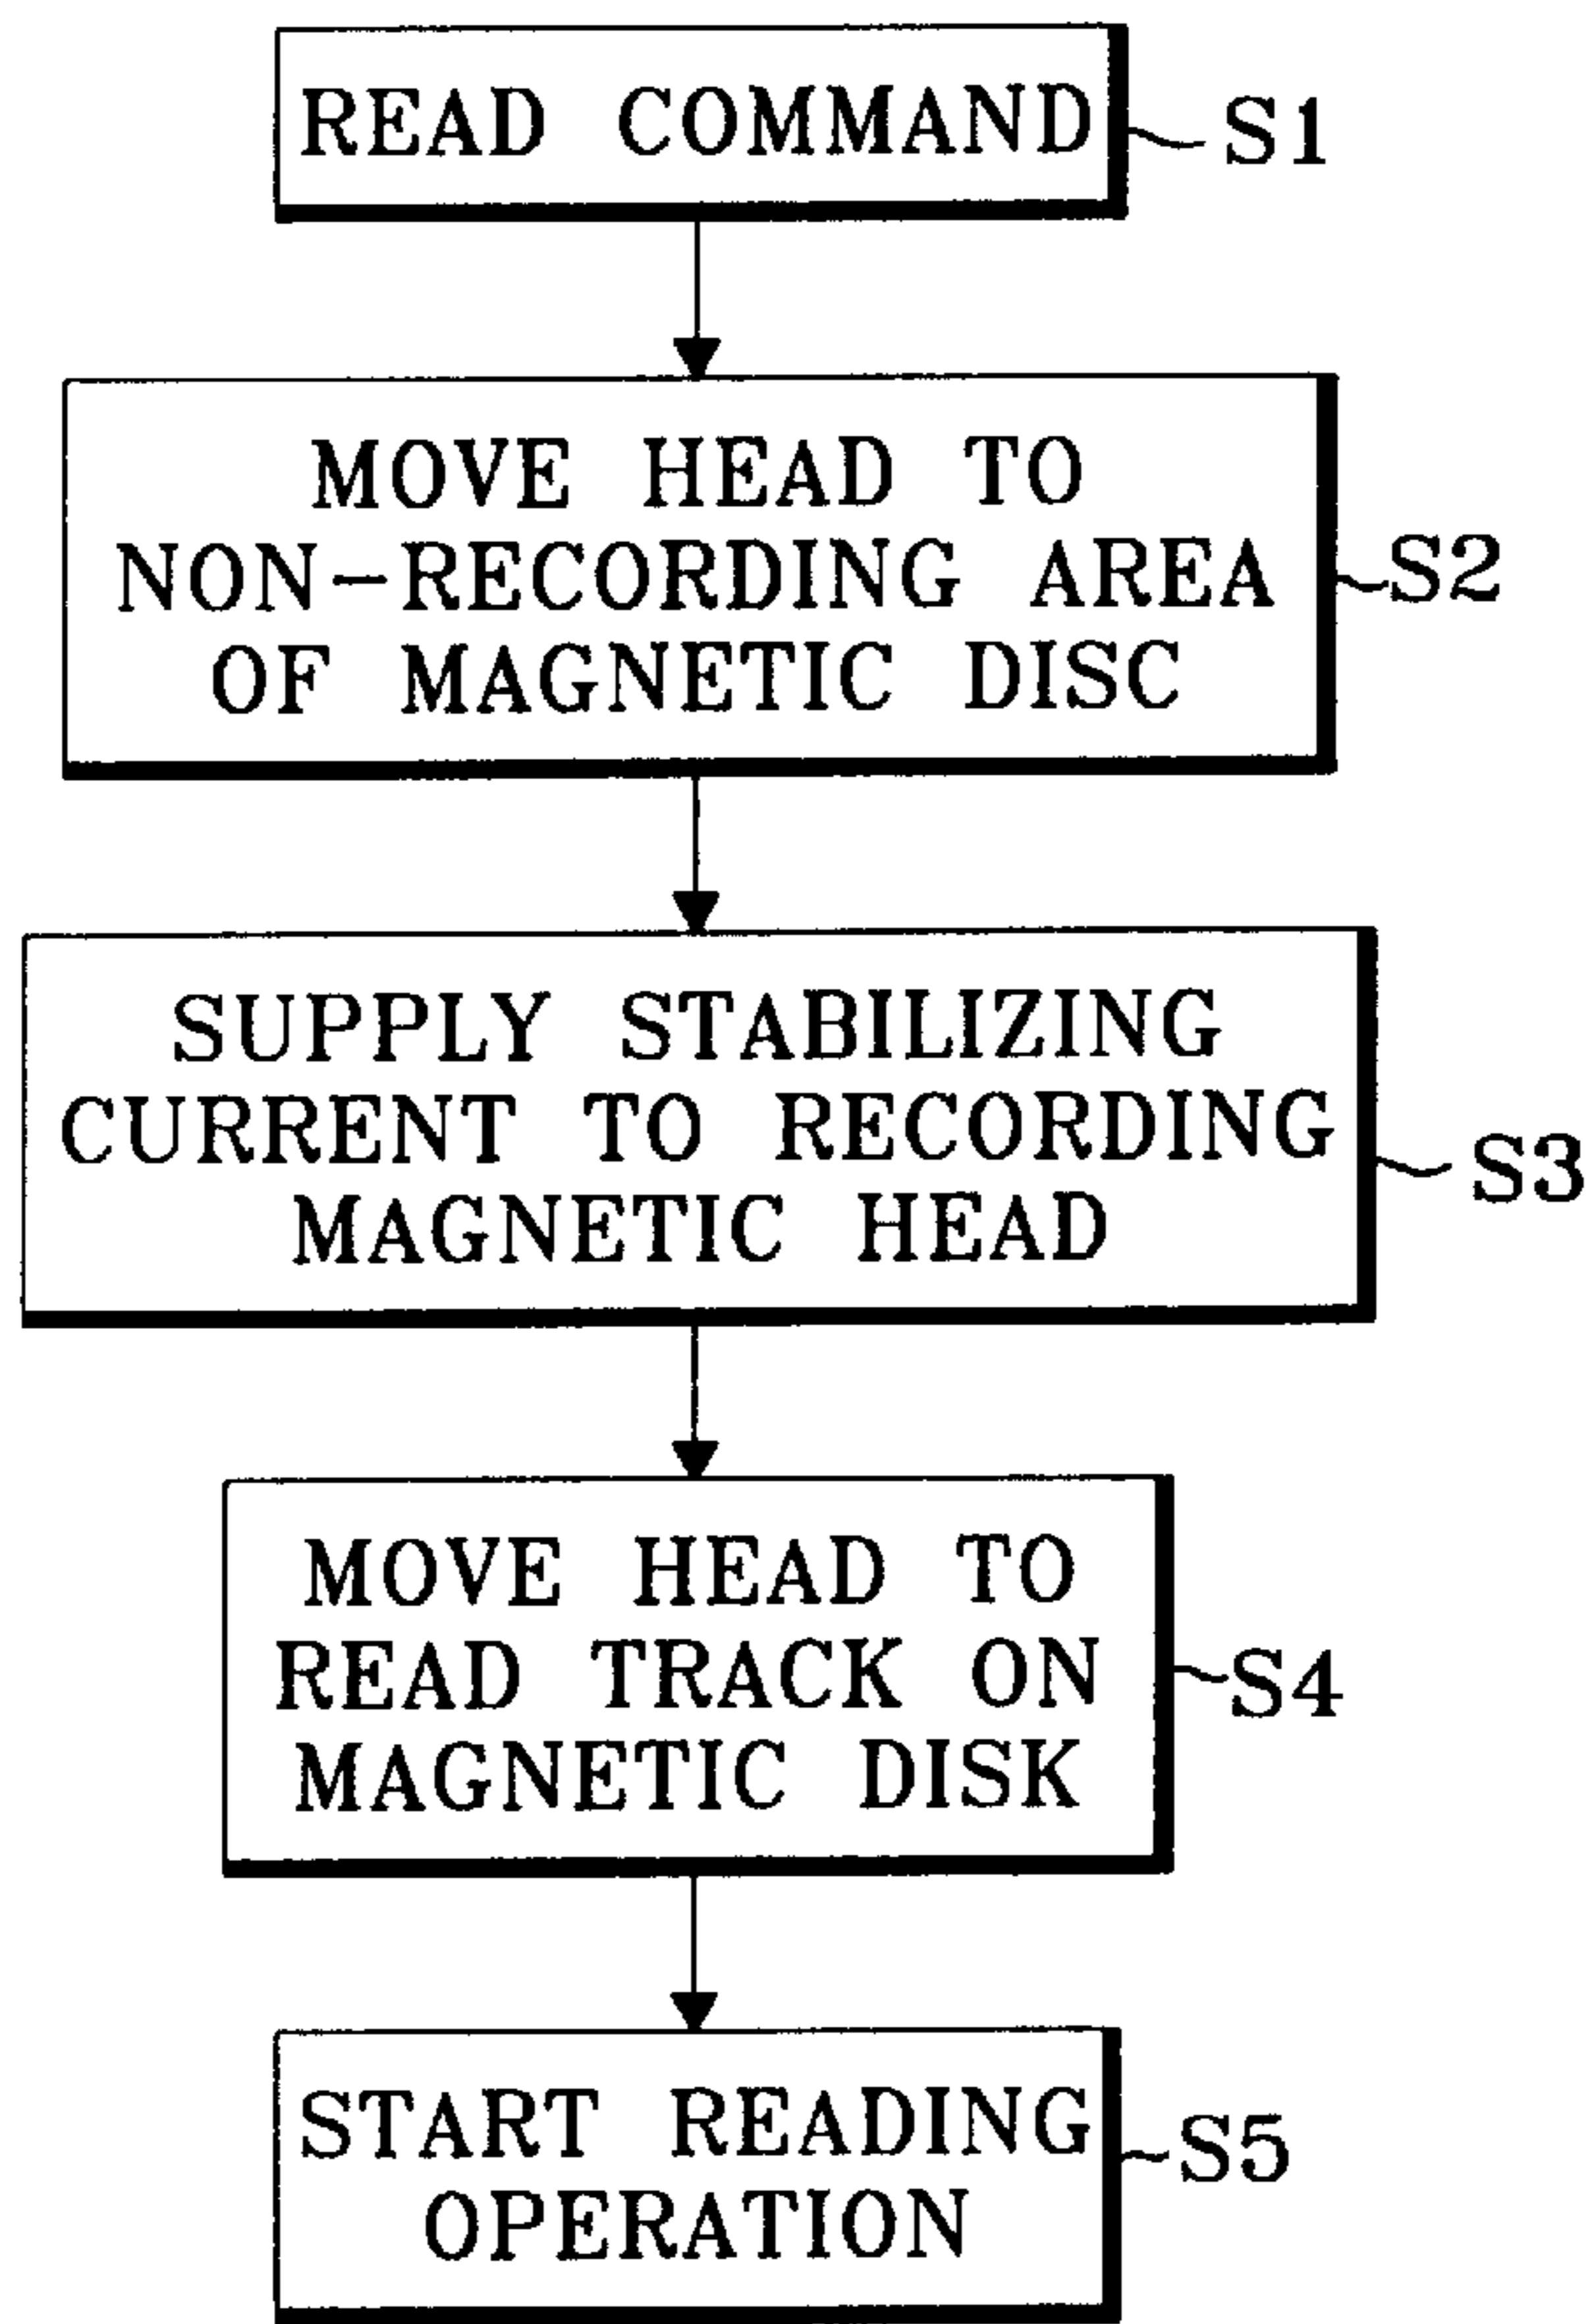 READ COMMAND
S1
MOVE HEAD TO
NON-RECORDING AREA
S2
OF MAGNETIC DISC
SUPPLY STABILIZING
CURRENT TO RECORDING
S3
MAGNETIC HEAD
MOVE HEAD TO
READ TRACK ON
S4
MAGNETIC DISK
START READING
S5
OPERATION